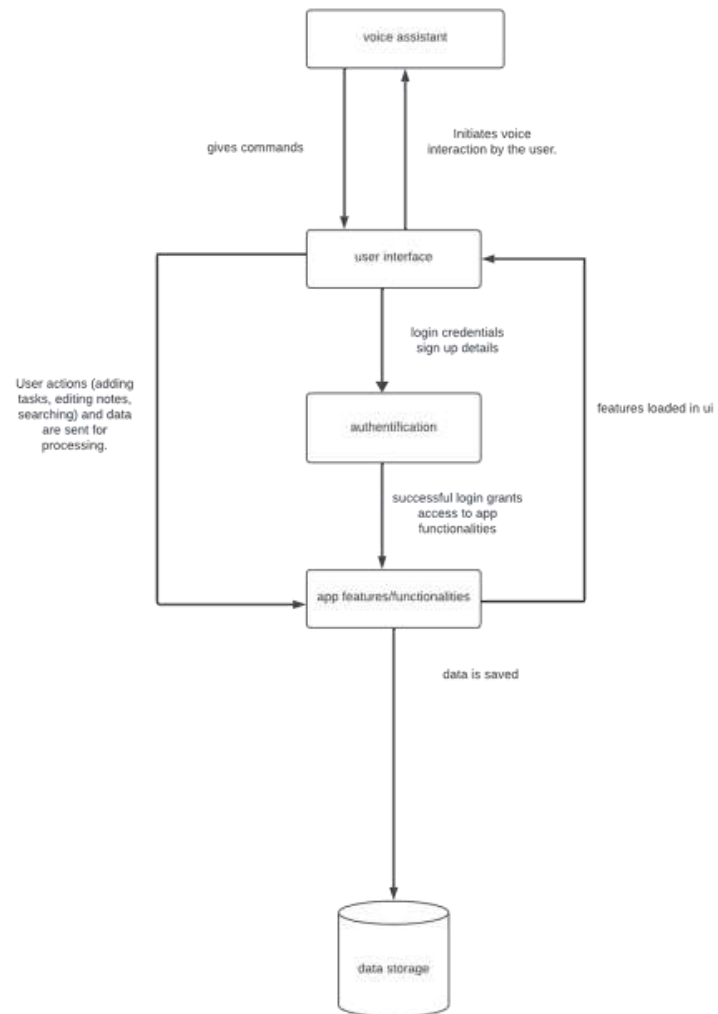 voice assistant
gives commands
Initiates voice
interaction by the user.
user interface
login credentials
sign up details
User actions (adding
tasks, editing notes,
searching) and data
are sent for
processing.
features loaded in ui
authentification
successful login grants
access to app
functionalities
app features/functionalities
data is saved
data storage